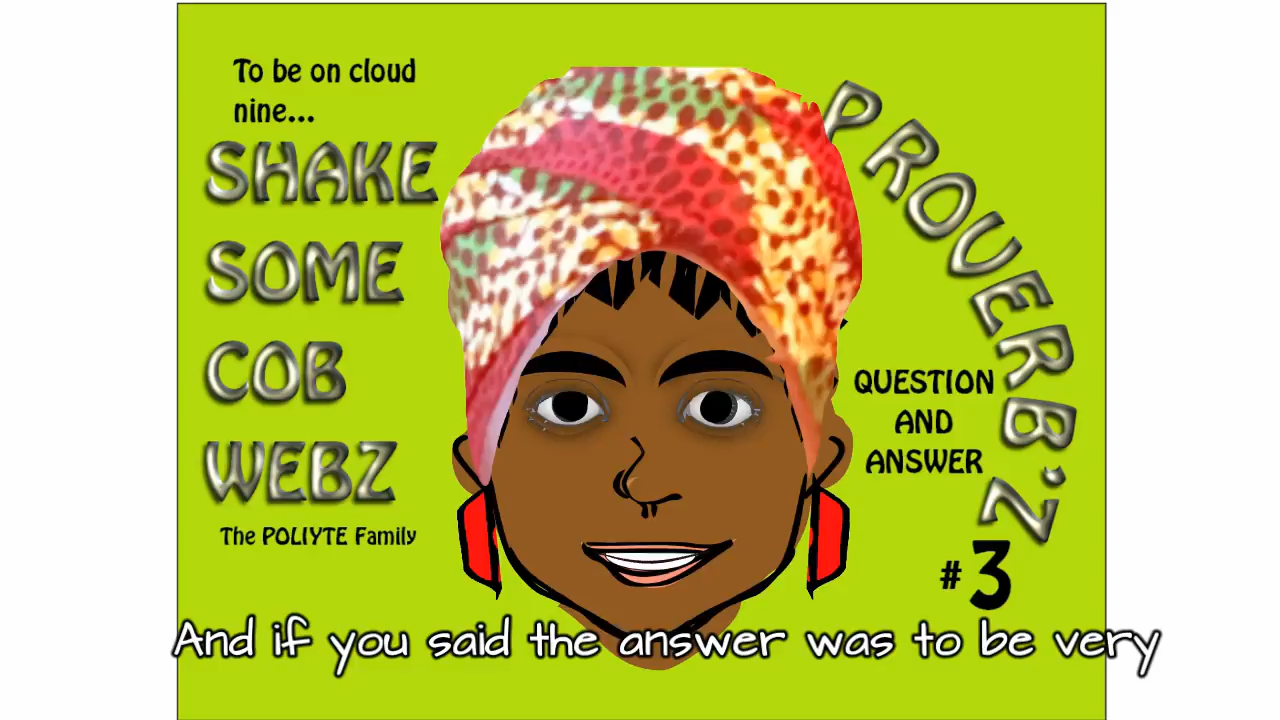 To be on cloud
nine...
SHAKE
SOME
COB
WEBZ
The POLIYTE Family
PROVERB'Z
QUESTION
AND
ANSWER
#3
And if you said the answer was to be very